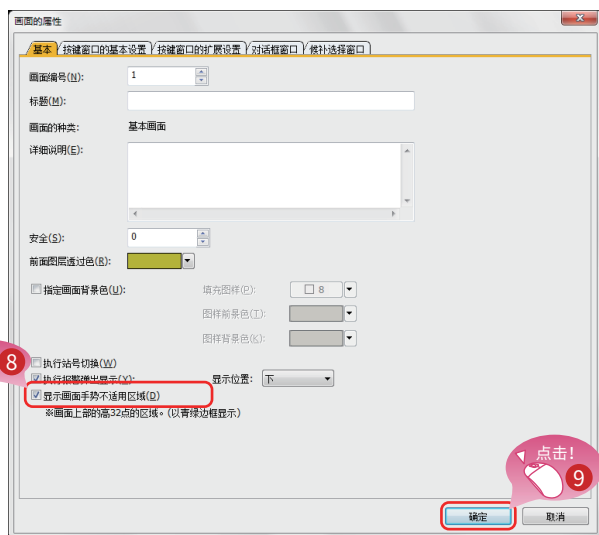 画面的属性
基本 按键窗口的基本设置 按键窗口的扩展设置 对话框窗口 候补选择窗口
画面编号(N): 1
标题(M):
画面的种类: 基本画面
详细说明(E):
安全(S): 0
前面图层透过色(R):
指定画面背景色(U): 填充图样(P): 8
图样前景色(T):
图样背景色(K):
8 执行站号切换(W)
执行报警弹出显示(Y): 显示位置: 下
显示画面手势不适用区域(D)
※画面上部的高32点的区域。(以青绿边框显示)
点击!
9
确定 取消